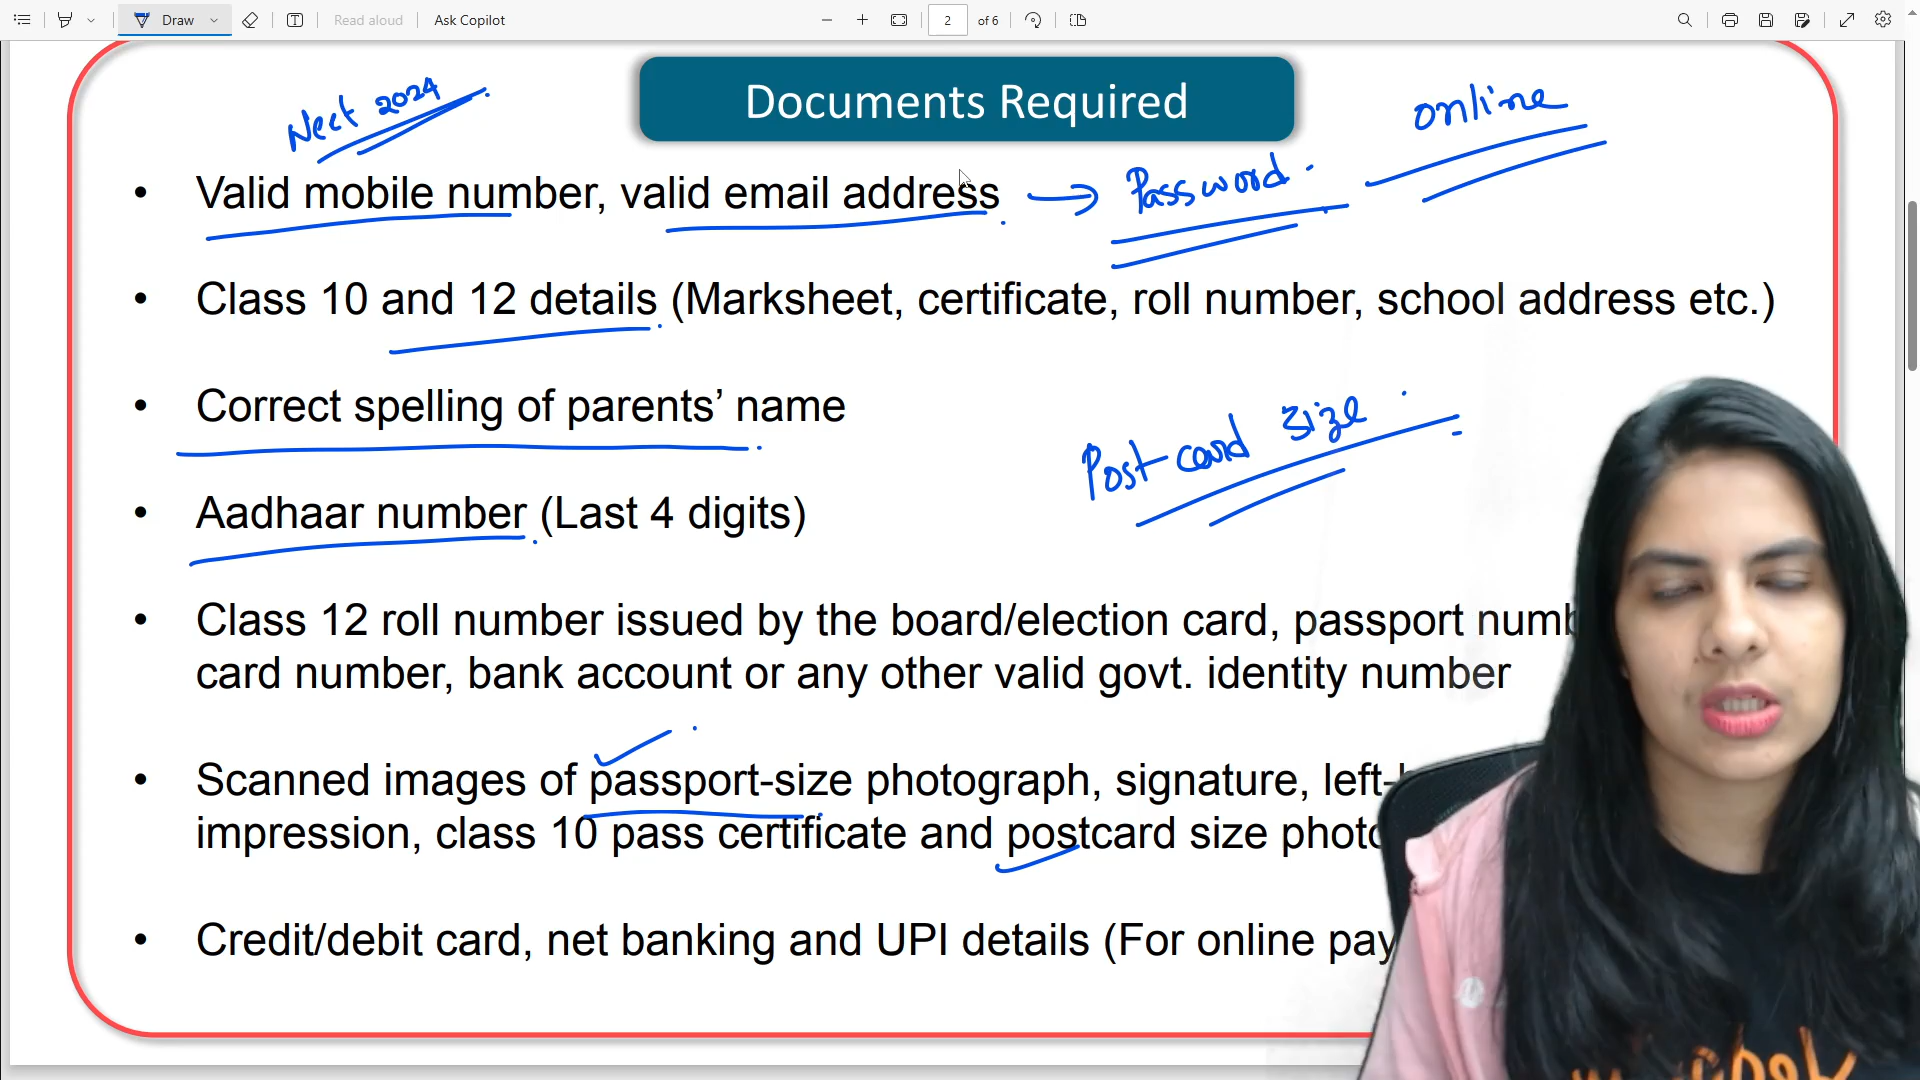 Draw
Read aloud
Ask Copilot
2
of 6
Documents Required
Neet 2024
online
• Valid mobile number, valid email address
Password.
• Class 10 and 12 details (Marksheet, certificate, roll number, school address etc.)
• Correct spelling of parents’ name
Post-card size
• Aadhaar number (Last 4 digits)
• Class 12 roll number issued by the board/election card, passport
card number, bank account or any other valid govt. identity number
• Scanned images of passport-size photograph, signature,
impression, class 10 pass certificate and postcard size
• Credit/debit card, net banking and UPI details (For online